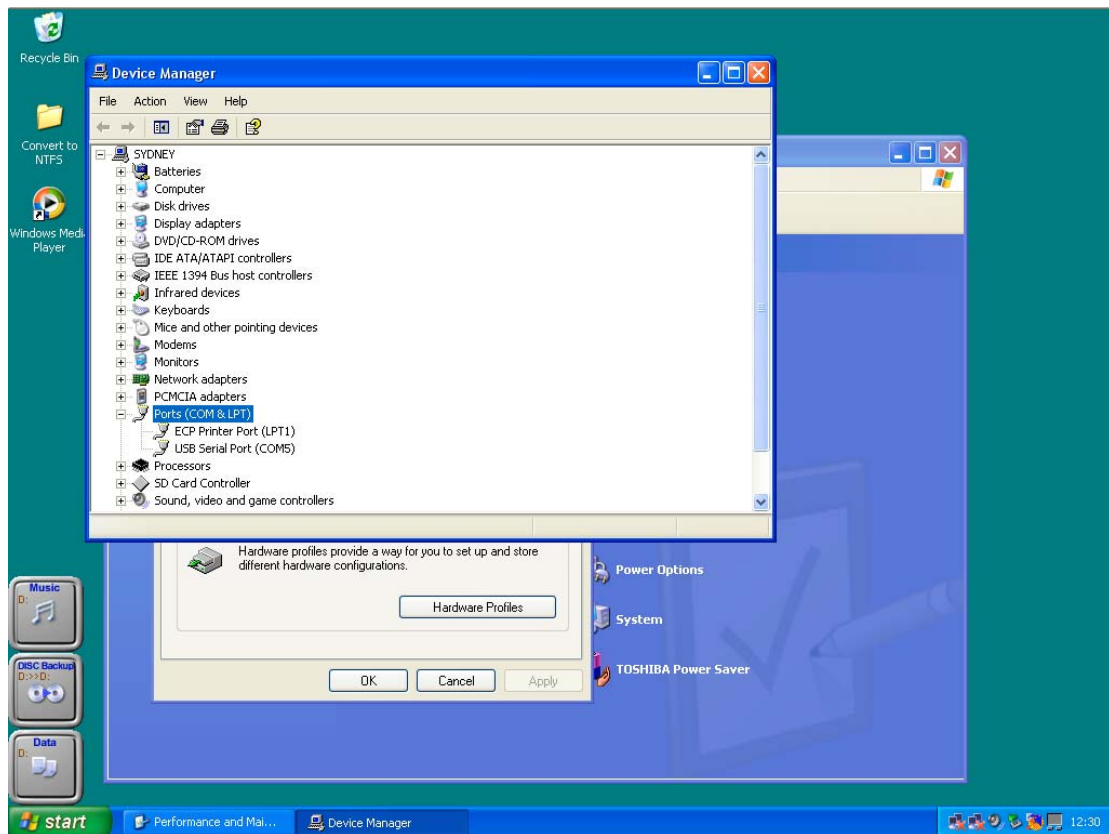 Recycle Bin
Convert to
NTFS
Windows Medi
Player
Device Manager
File Action View Help
SYDNEY
Batteries
Computer
Disk drives
Display adapters
DVD/CD-ROM drives
IDE ATA/ATAPI controllers
IEEE 1394 Bus host controllers
Infrared devices
Keyboards
Mice and other pointing devices
Modems
Monitors
Network adapters
PCMCIA adapters
Ports (COM & LPT)
ECP Printer Port (LPT1)
USB Serial Port (COM5)
Processors
SD Card Controller
Sound, video and game controllers
Hardware profiles provide a way for you to set up and store
different hardware configurations.
Hardware Profiles
OK Cancel Apply
Power Options
System
TOSHIBA Power Saver
Music
D:
DISC Backup
D:>>D:
Data
D:
start Performance and Mai... Device Manager 12:30